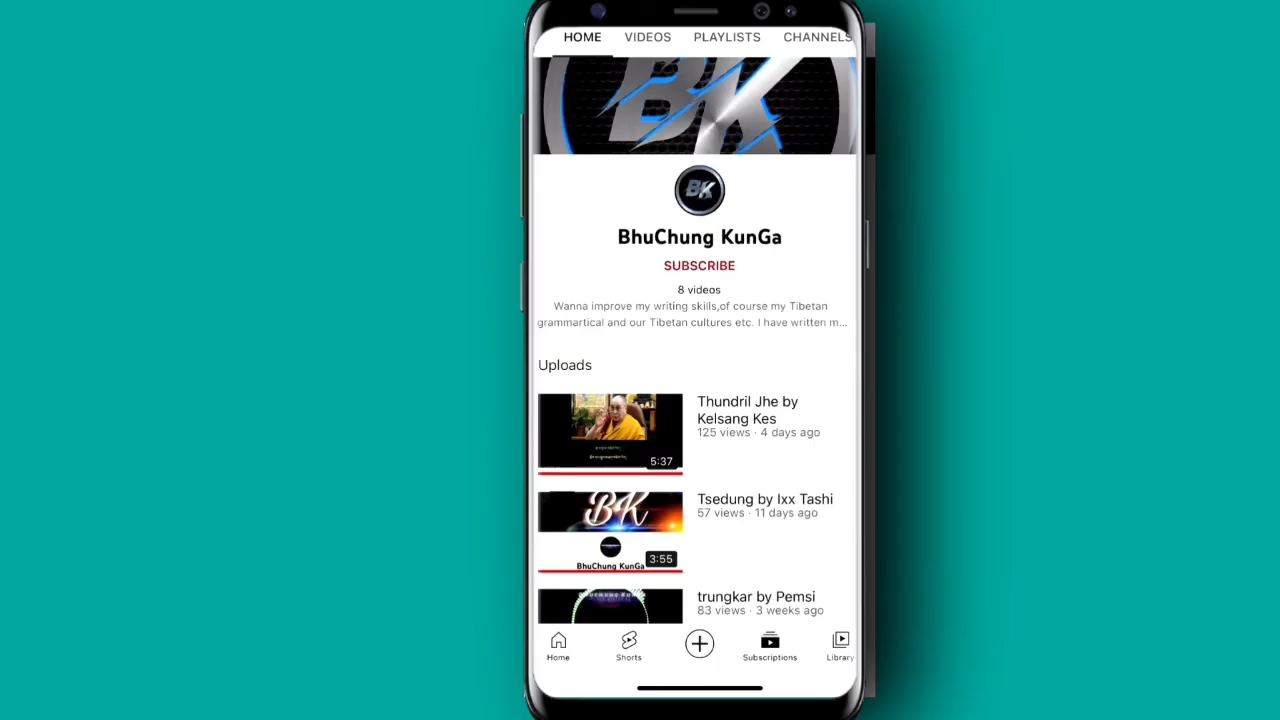 HOME VIDEOS PLAYLISTS CHANNELS
BK
BK
BhuChung KunGa
SUBSCRIBE
8 videos
Wanna improve my writing skills,of course my Tibetan
grammartical and our Tibetan cultures etc. I have written m...
Uploads
Thundril Jhe by
Kelsang Kes
125 views · 4 days ago
5:37
Tsedung by Ixx Tashi
57 views · 11 days ago
BK
3:55
BhuChung KunGa
trungkar by Pemsi
83 views · 3 weeks ago
BHUCHUNG KUNGA
Home Shorts Subscriptions Library